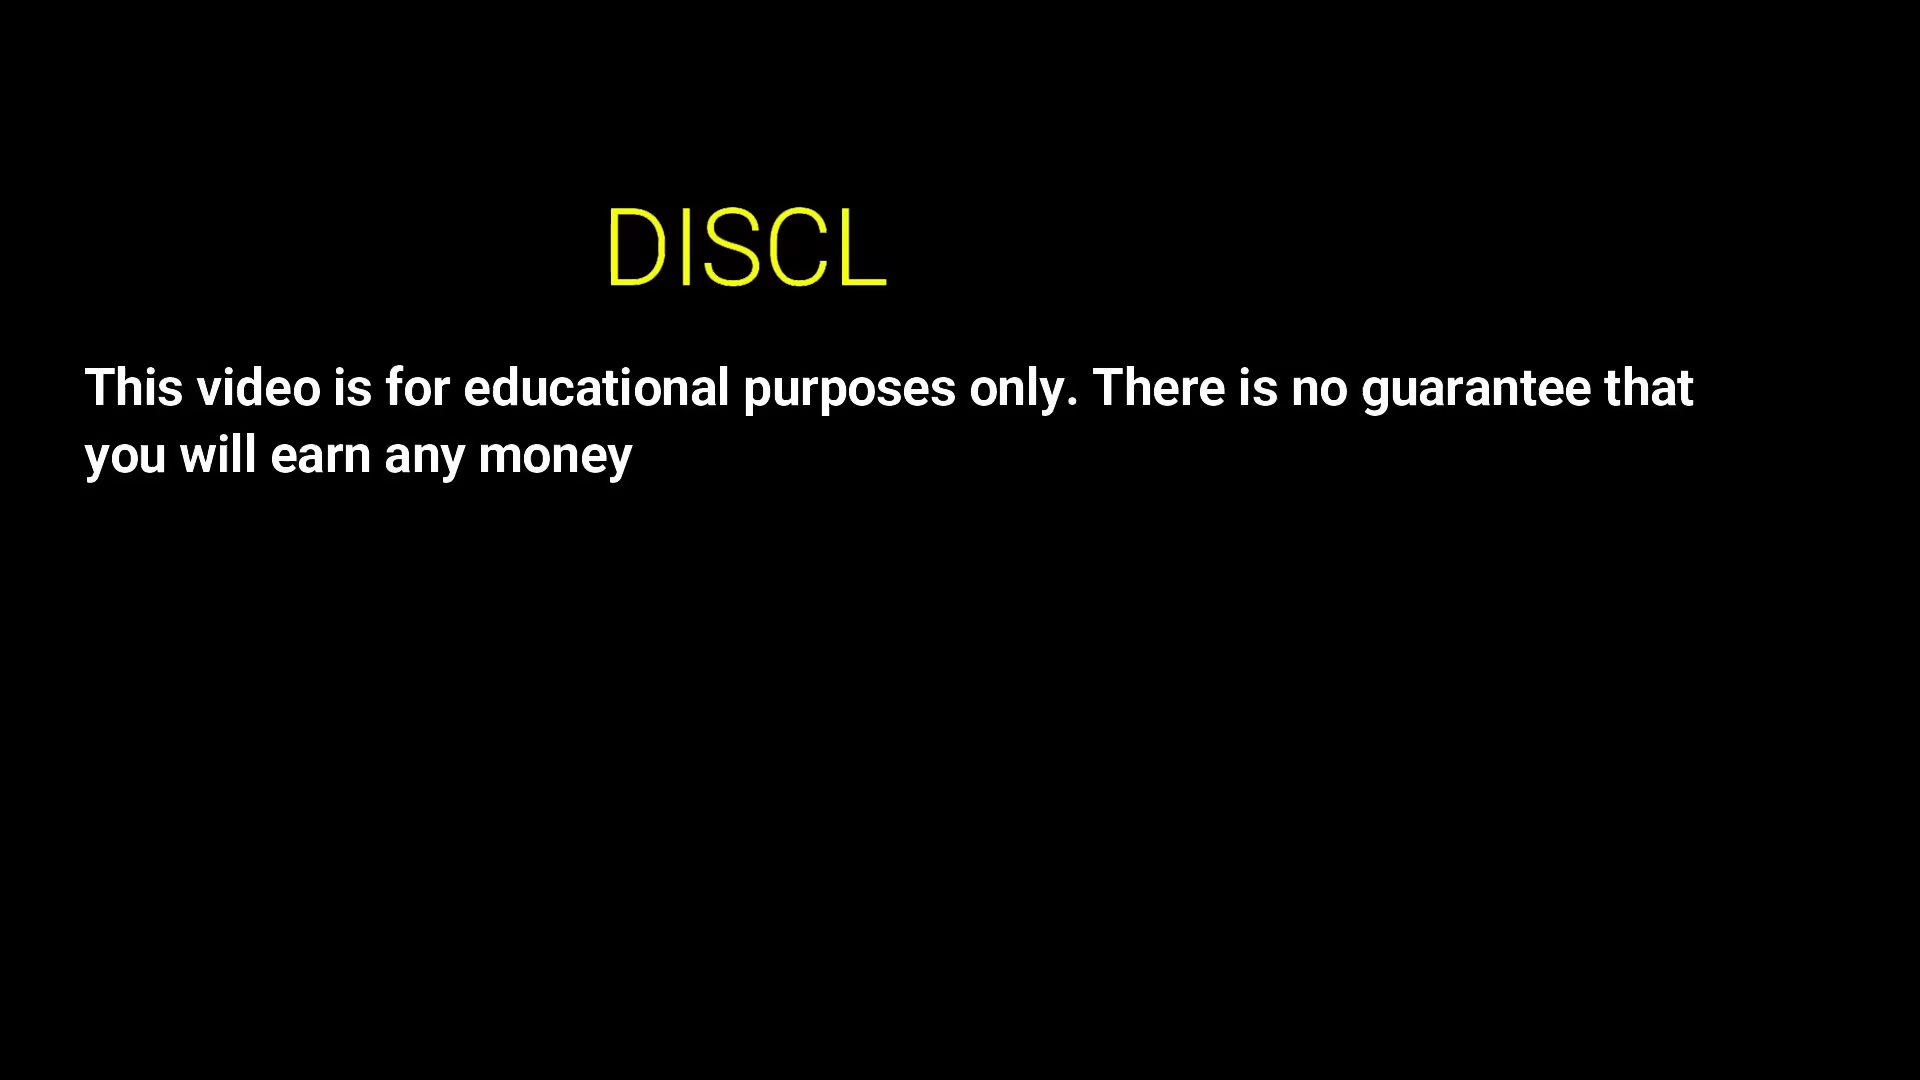 DISCL
This video is for educational purposes only. There is no guarantee that
you will earn any money